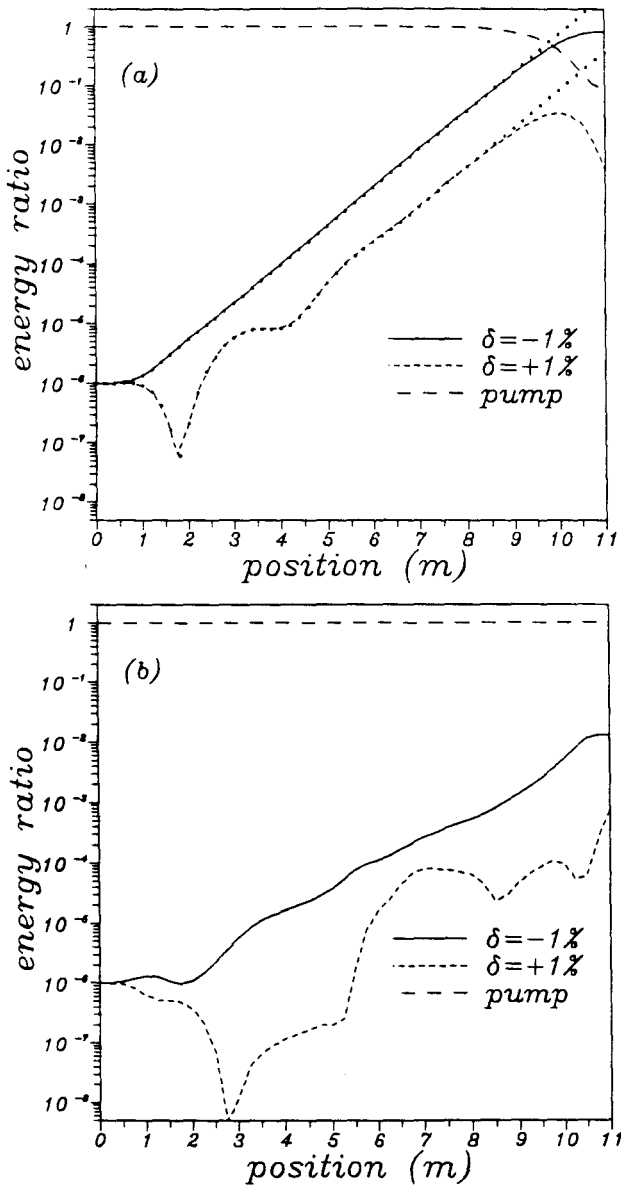 (a)
energy ratio
1
10⁻¹
10⁻²
10⁻³
10⁻⁴
10⁻⁵
10⁻⁶
10⁻⁷
10⁻⁸
δ=-1%
δ=+1%
pump
0 1 2 3 4 5 6 7 8 9 10 11
position (m)
(b)
energy ratio
1
10⁻¹
10⁻²
10⁻³
10⁻⁴
10⁻⁵
10⁻⁶
10⁻⁷
10⁻⁸
δ=-1%
δ=+1%
pump
0 1 2 3 4 5 6 7 8 9 10 11
position (m)